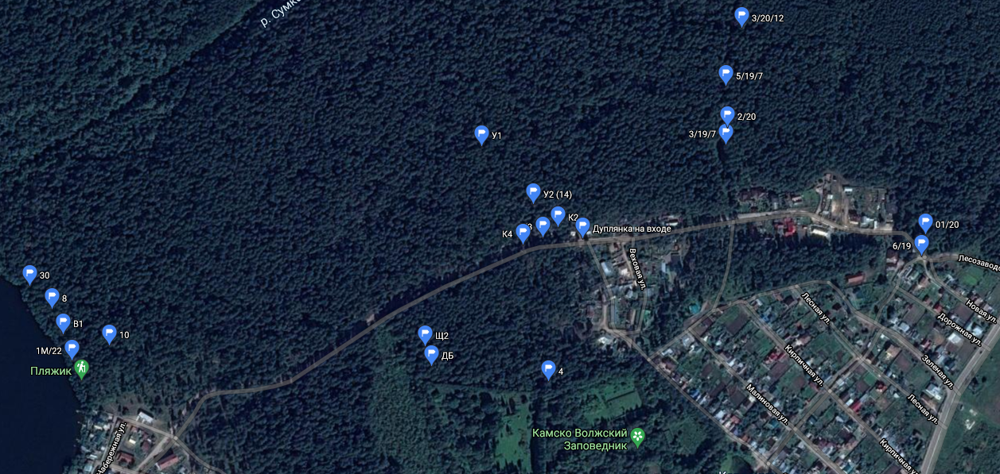 р. Сумка
3/20/12
5/19/7
2/20
3/19/7
У1
У2 (14)
К2
3
К4
Дуплянка на входе
01/20
6/19
Лесозаводс
Веховая ул.
30
8
В1
10
1М/22
Пляжик
Щ2
ДБ
4
Лесная ул.
Новая ул.
Дорожная ул.
Кирпичная ул.
Зеленая ул.
Малиновая ул.
Лесная ул.
Кирпичная ул.
Камско Волжский
Заповедник
Набережная ул.